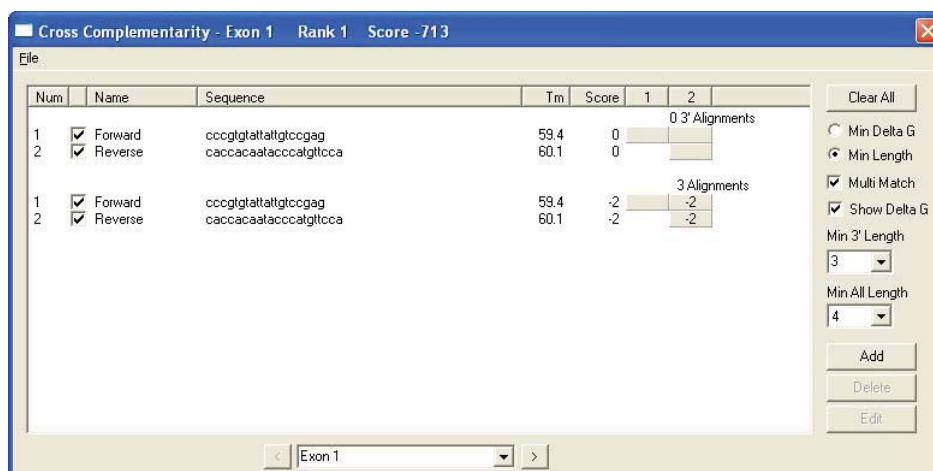 Cross Complementarity - Exon 1 Rank 1 Score -713
File
Num Name Sequence Tm Score 1 2
0 3' Alignments
1 Forward cccgtgtattattgtccgag 59.4 0
2 Reverse caccacaatacccatgttcca 60.1 0
3 Alignments
1 Forward cccgtgtattattgtccgag 59.4 -2 -2
2 Reverse caccacaatacccatgttcca 60.1 -2 -2
Clear All
Min Delta G
Min Length
Multi Match
Show Delta G
Min 3' Length
3
Min All Length
4
Add
Delete
Edit
< Exon 1 >